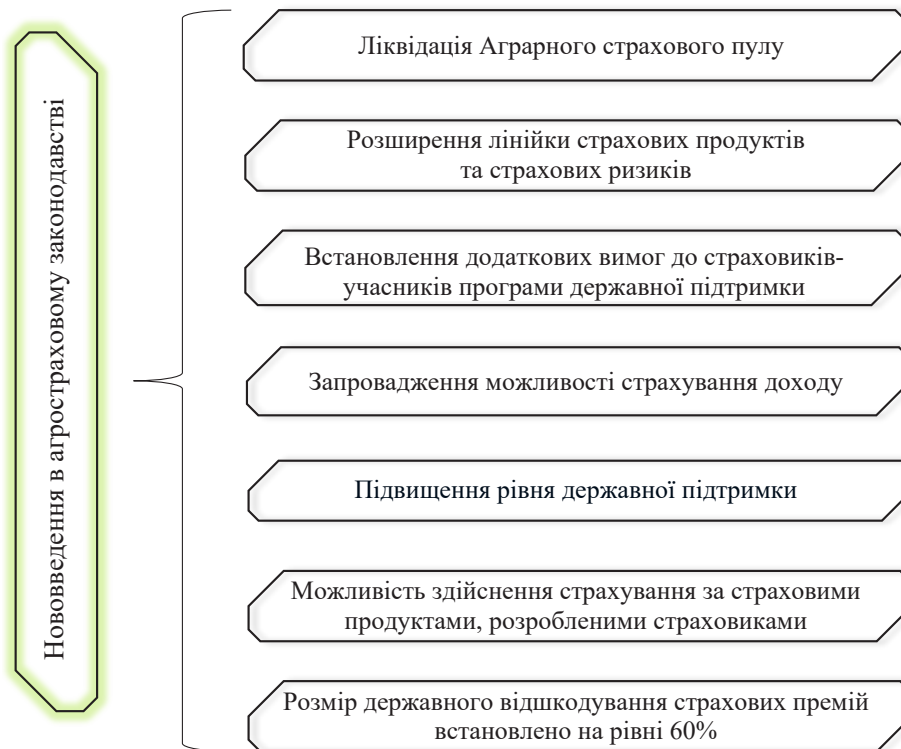 Нововведення в агростраховому законодавстві
Ліквідація Аграрного страхового пулу
Розширення лінійки страхових продуктів
та страхових ризиків
Встановлення додаткових вимог до страховиків-
учасників програми державної підтримки
Запровадження можливості страхування доходу
Підвищення рівня державної підтримки
Можливість здійснення страхування за страховими
продуктами, розробленими страховиками
Розмір державного відшкодування страхових премій
встановлено на рівні 60%